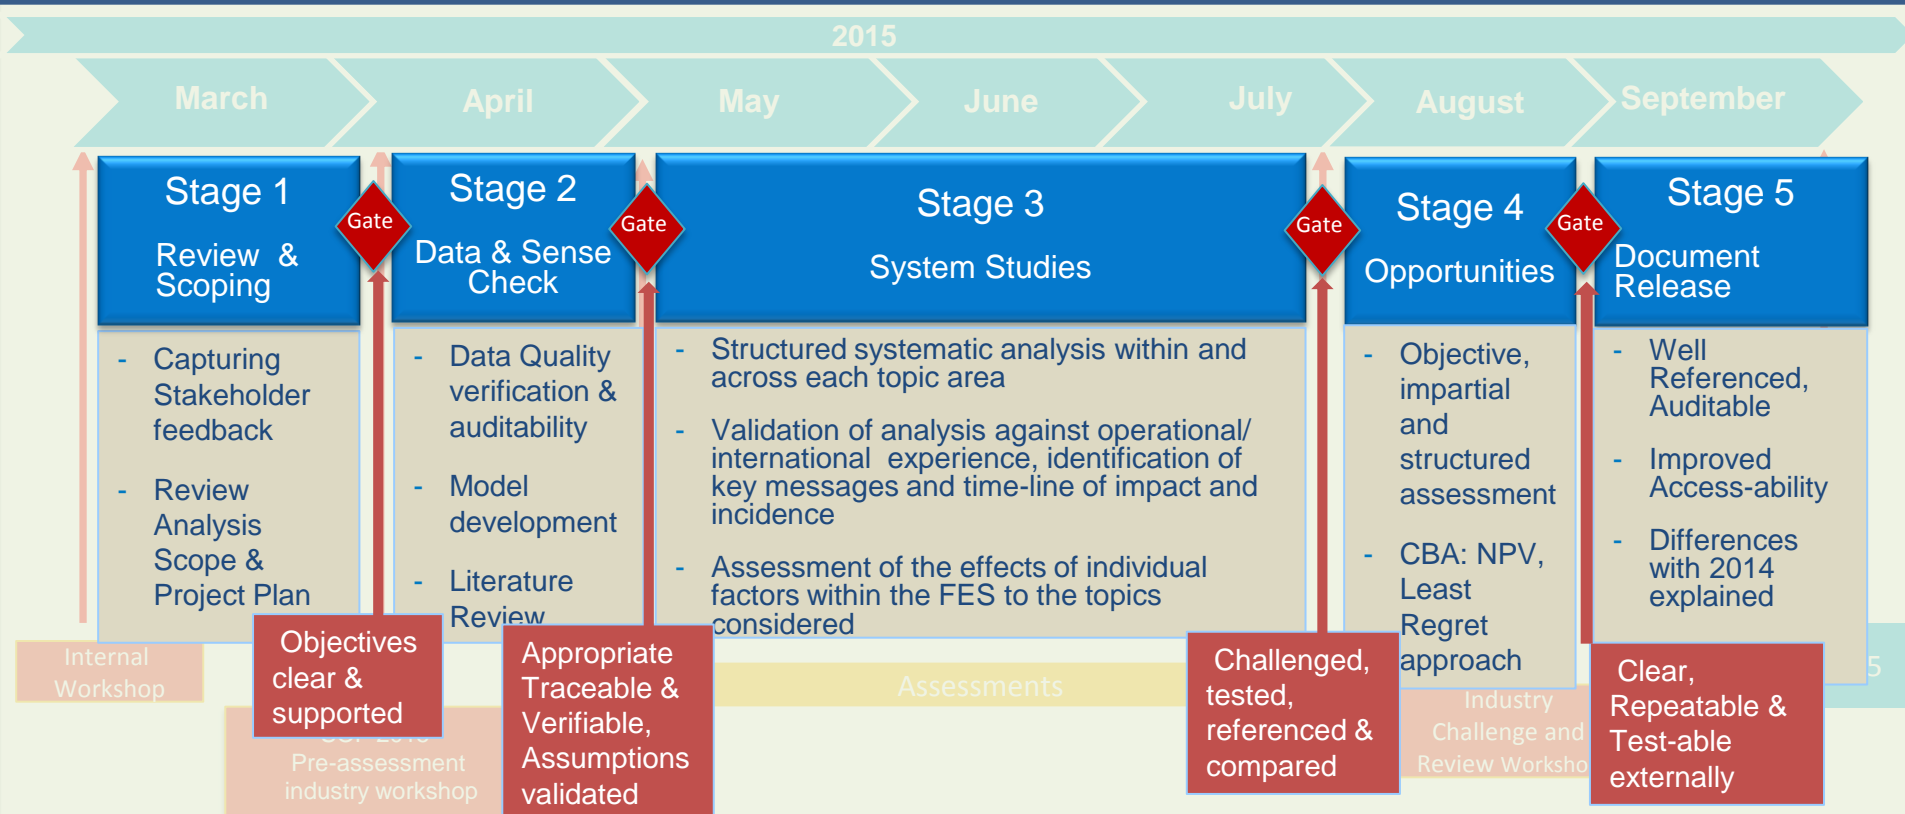 2015
March
April
May
June
July
August
September
Stage 1
Review & 
Scoping
Gate
Stage 2
Data & Sense
Check
Gate
Stage 3
System Studies
Gate
Stage 4
Opportunities
Gate
Stage 5
Document
Release
- Capturing
Stakeholder
feedback
- Review
Analysis
Scope &
Project Plan
- Data Quality
verification &
auditability
- Model
development
- Literature
Review
- Structured systematic analysis within and
across each topic area
- Validation of analysis against operational/
international experience, identification of
key messages and time-line of impact and
incidence
- Assessment of the effects of individual
factors within the FES to the topics
considered
- Objective,
impartial
and
structured
assessment
- CBA: NPV,
Least
Regret
approach
- Well
Referenced,
Auditable
- Improved
Access-ability
- Differences
with 2014
explained
Internal
Workshop
Objectives
clear &
supported
Pre-assessment
industry workshop
Appropriate
Traceable &
Verifiable,
Assumptions
validated
Assessments
Challenged,
tested,
referenced &
compared
Industry
Challenge and
Review
Clear,
Repeatable &
Test-able
externally
5